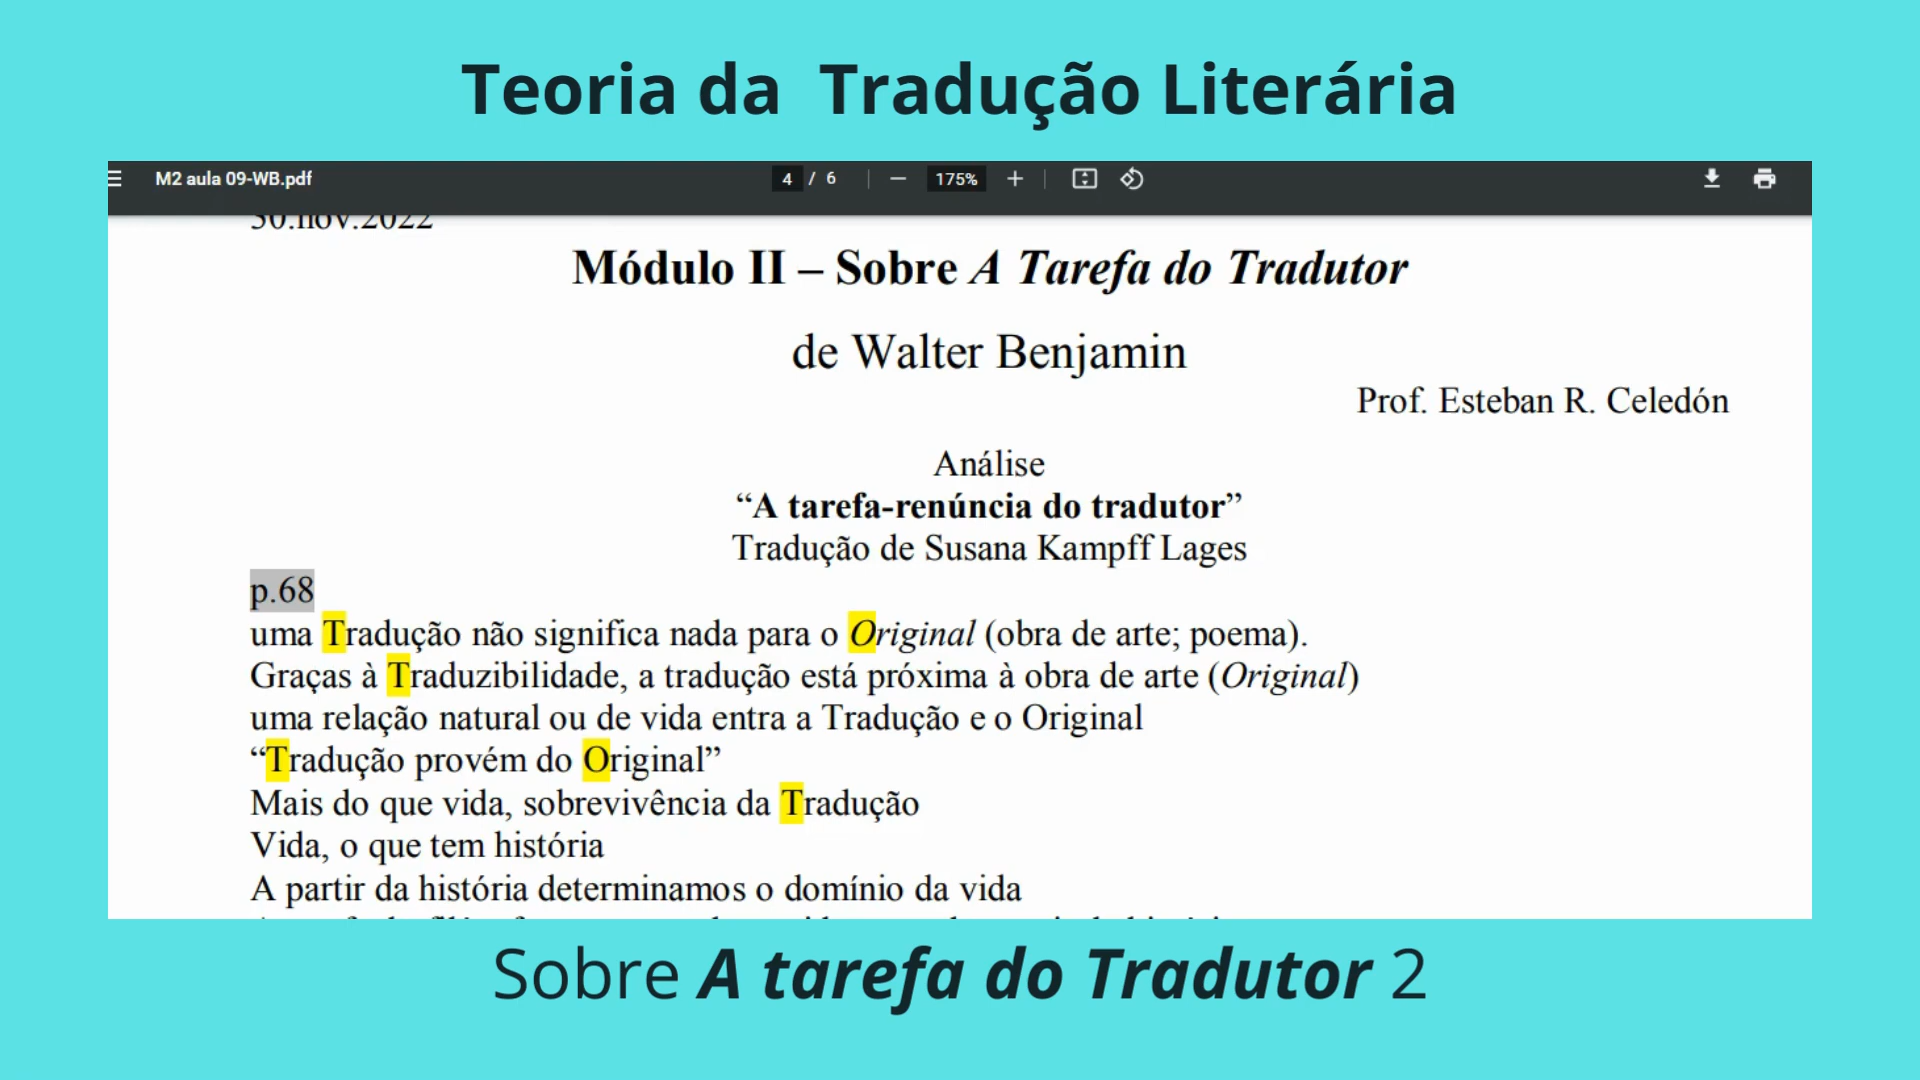 Teoria da Tradução Literária
M2 aula 09-WB.pdf
4 / 6
175%
30.nov.2022
Módulo II – Sobre A Tarefa do Tradutor
de Walter Benjamin
Prof. Esteban R. Celedón
Análise
“A tarefa-renúncia do tradutor”
Tradução de Susana Kampff Lages
p.68
uma Tradução não significa nada para o Original (obra de arte; poema).
Graças à Traduzibilidade, a tradução está próxima à obra de arte (Original)
uma relação natural ou de vida entra a Tradução e o Original
“Tradução provém do Original”
Mais do que vida, sobrevivência da Tradução
Vida, o que tem história
A partir da história determinamos o domínio da vida
Sobre A tarefa do Tradutor 2